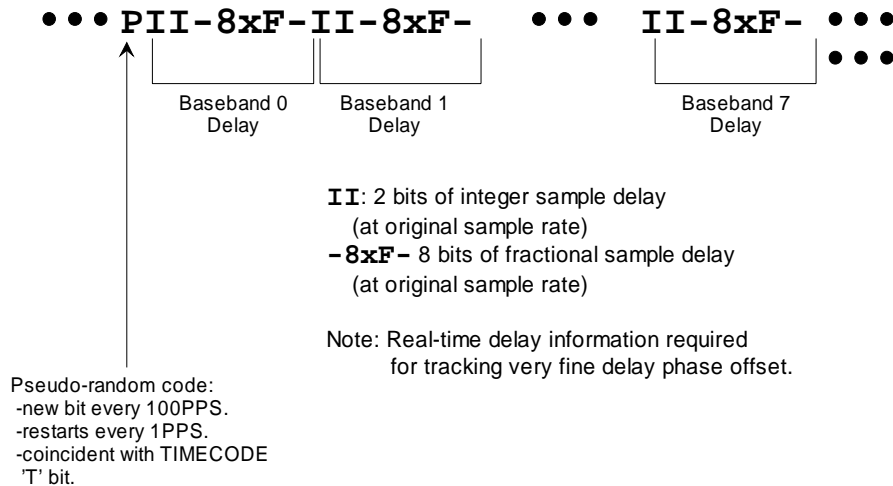 ••• PII-8xF-II-8xF- ••• II-8xF- •••
•••
Baseband 0
Delay
Baseband 1
Delay
Baseband 7
Delay
II: 2 bits of integer sample delay
(at original sample rate)
-8xF- 8 bits of fractional sample delay
(at original sample rate)
Note: Real-time delay information required
for tracking very fine delay phase offset.
Pseudo-random code:
-new bit every 100PPS.
-restarts every 1PPS.
-coincident with TIMECODE
'T' bit.